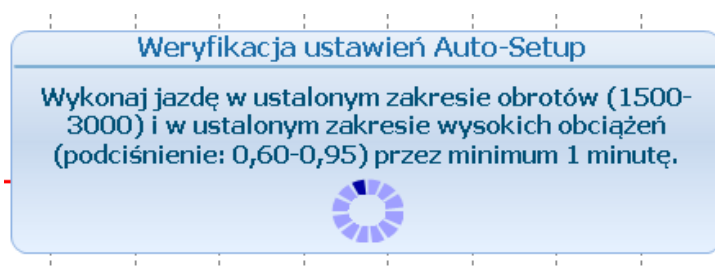 Weryfikacja ustawień Auto-Setup
Wykonaj jazdę w ustalonym zakresie obrotów (1500-
3000) i w ustalonym zakresie wysokich obciążeń
(podciśnienie: 0,60-0,95) przez minimum 1 minutę.